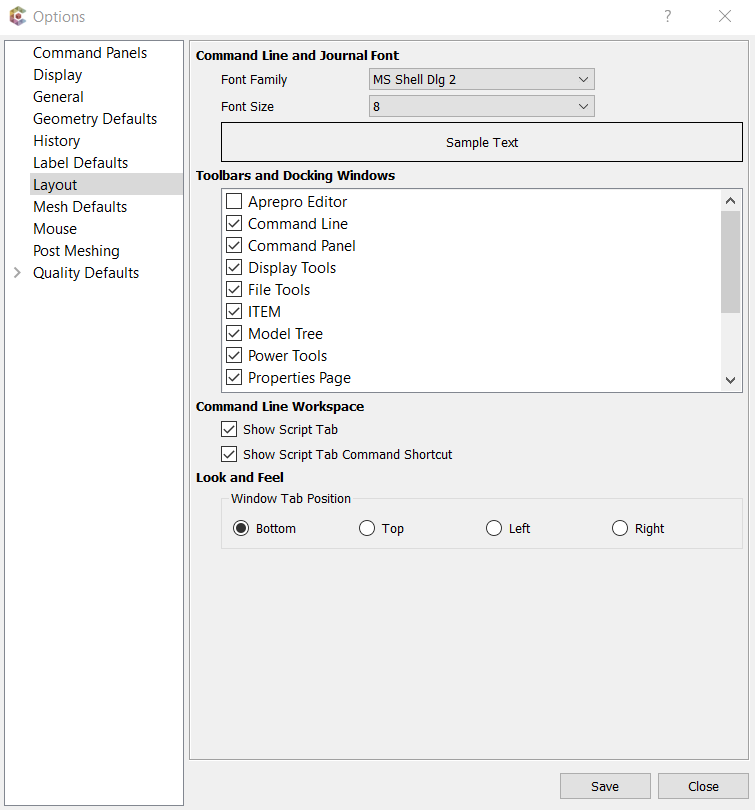 Options
Command Panels
Display
General
Geometry Defaults
History
Label Defaults
Layout
Mesh Defaults
Mouse
Post Meshing
Quality Defaults
Command Line and Journal Font
Font Family MS Shell Dlg 2
Font Size 8
Sample Text
Toolbars and Docking Windows
Aprepro Editor
Command Line
Command Panel
Display Tools
File Tools
ITEM
Model Tree
Power Tools
Properties Page
Command Line Workspace
Show Script Tab
Show Script Tab Command Shortcut
Look and Feel
Window Tab Position
Bottom Top Left Right
Save Close